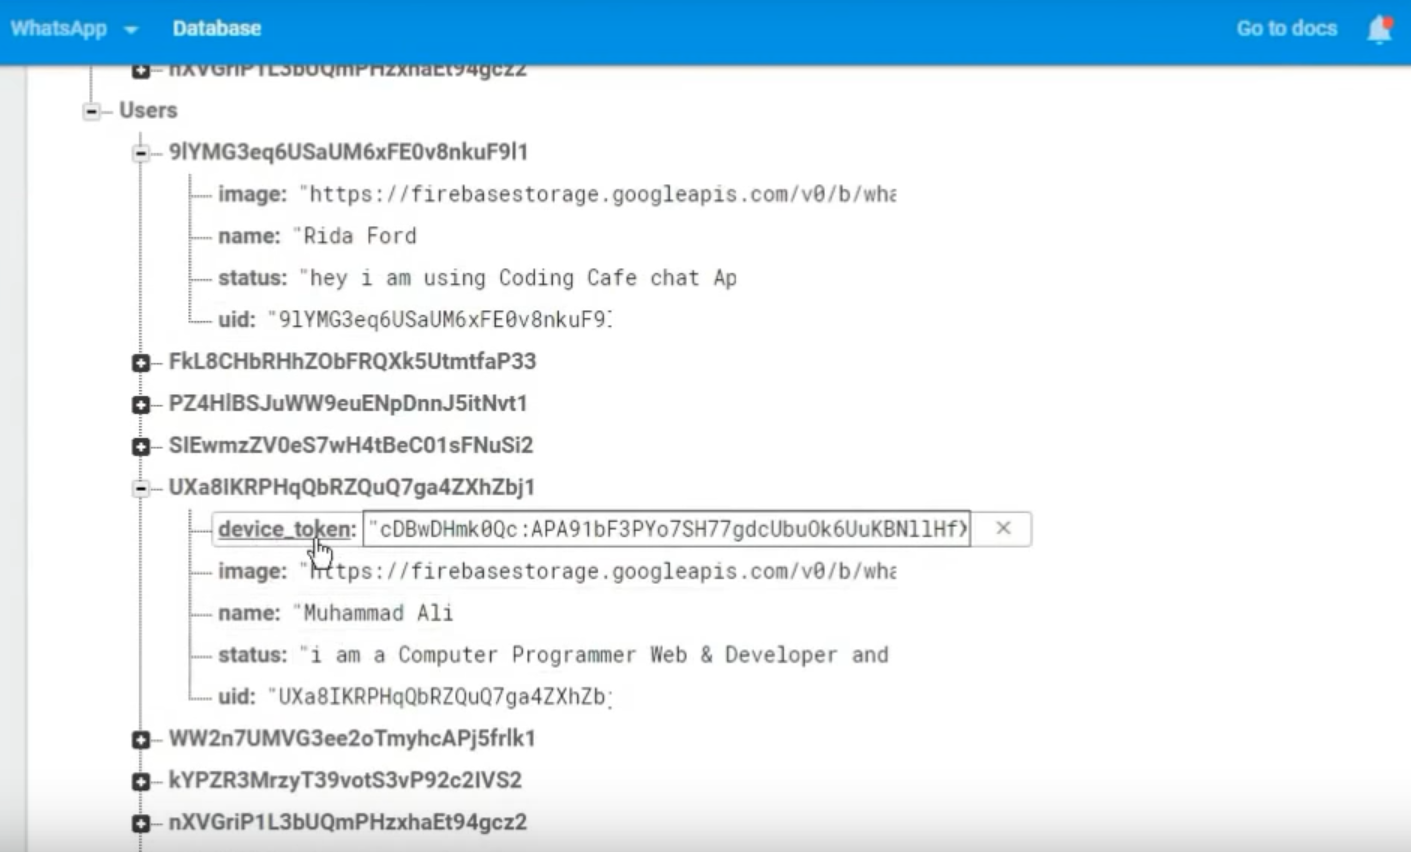 WhatsApp Database Go to docs
nXVGriP1L3bUQmPHzxhaEt94gcz2
Users
9lYMG3eq6USaUM6xFE0v8nkuF9l1
image: "https://firebasestorage.googleapis.com/v0/b/wha
name: "Rida Ford
status: "hey i am using Coding Cafe chat Ap
uid: "9lYMG3eq6USaUM6xFE0v8nkuF9
FkL8CHbRHhZObFRQXk5UtmtfaP33
PZ4HlBSJuWW9euENpDnnJ5itNvt1
SlEwmzZV0eS7wH4tBeC01sFNuSi2
UXa8IKRPHqQbRZQuQ7ga4ZXhZbj1
device_token: "cDBwDHmk0Qc:APA91bF3PYo7SH77gdcUbuOk6UuKBNllHfX
image: "https://firebasestorage.googleapis.com/v0/b/wha
name: "Muhammad Ali
status: "i am a Computer Programmer Web & Developer and
uid: "UXa8IKRPHqQbRZQuQ7ga4ZXhZb
WW2n7UMVG3ee2oTmyhcAPj5frlk1
kYPZR3MrzyT39votS3vP92c2IVS2
nXVGriP1L3bUQmPHzxhaEt94gcz2